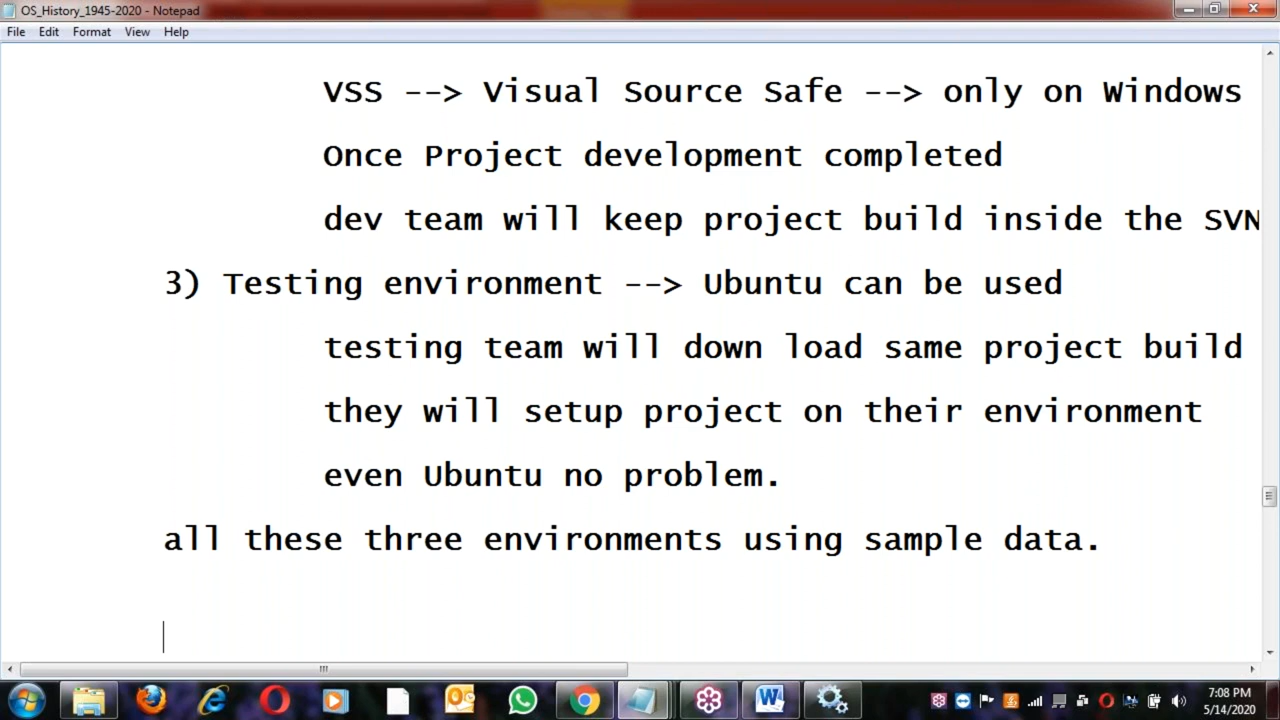 OS_History_1945-2020 - Notepad
File Edit Format View Help
VSS --> Visual Source Safe --> only on Windows
Once Project development completed
dev team will keep project build inside the SVN
3) Testing environment --> Ubuntu can be used
testing team will down load same project build
they will setup project on their environment
even Ubuntu no problem.
all these three environments using sample data.
7:08 PM
5/14/2020